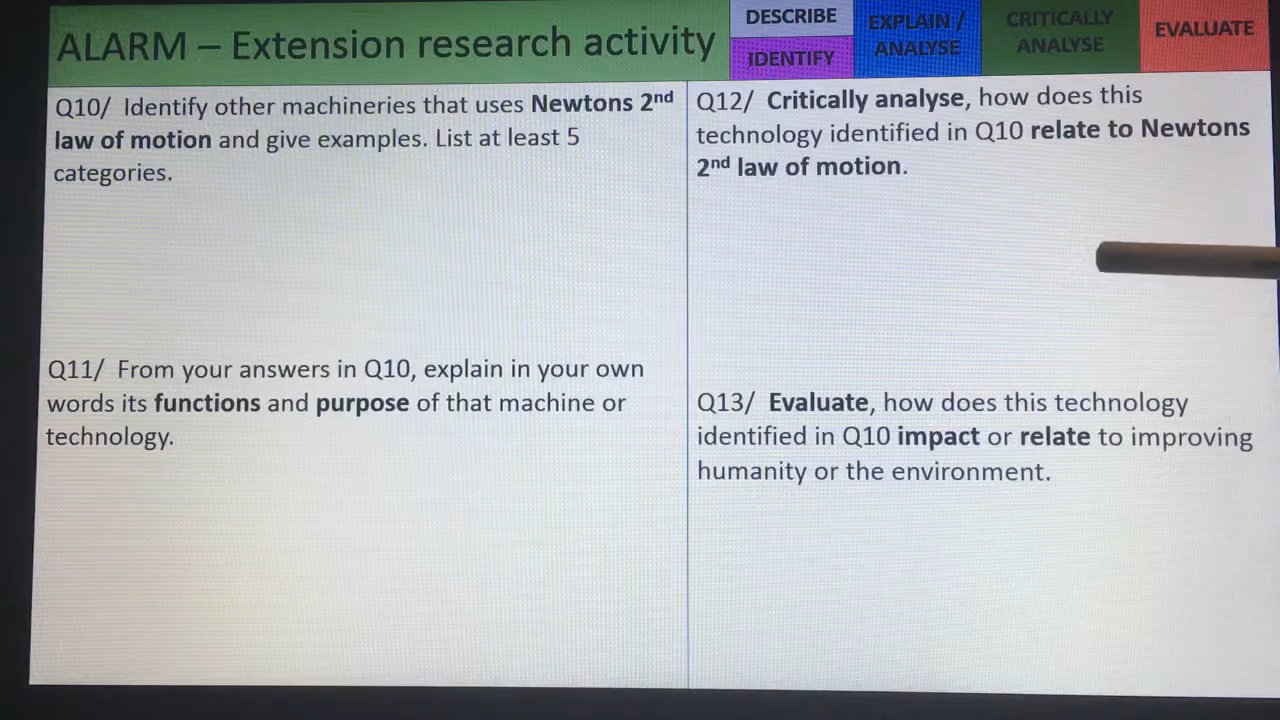 ALARM – Extension research activity
DESCRIBE
IDENTIFY
EXPLAIN /
ANALYSE
CRITICALLY
ANALYSE
EVALUATE
Q10/ Identify other machineries that uses Newtons 2nd
law of motion and give examples. List at least 5
categories.
Q11/ From your answers in Q10, explain in your own
words its functions and purpose of that machine or
technology.
Q12/ Critically analyse, how does this
technology identified in Q10 relate to Newtons
2nd law of motion.
Q13/ Evaluate, how does this technology
identified in Q10 impact or relate to improving
humanity or the environment.